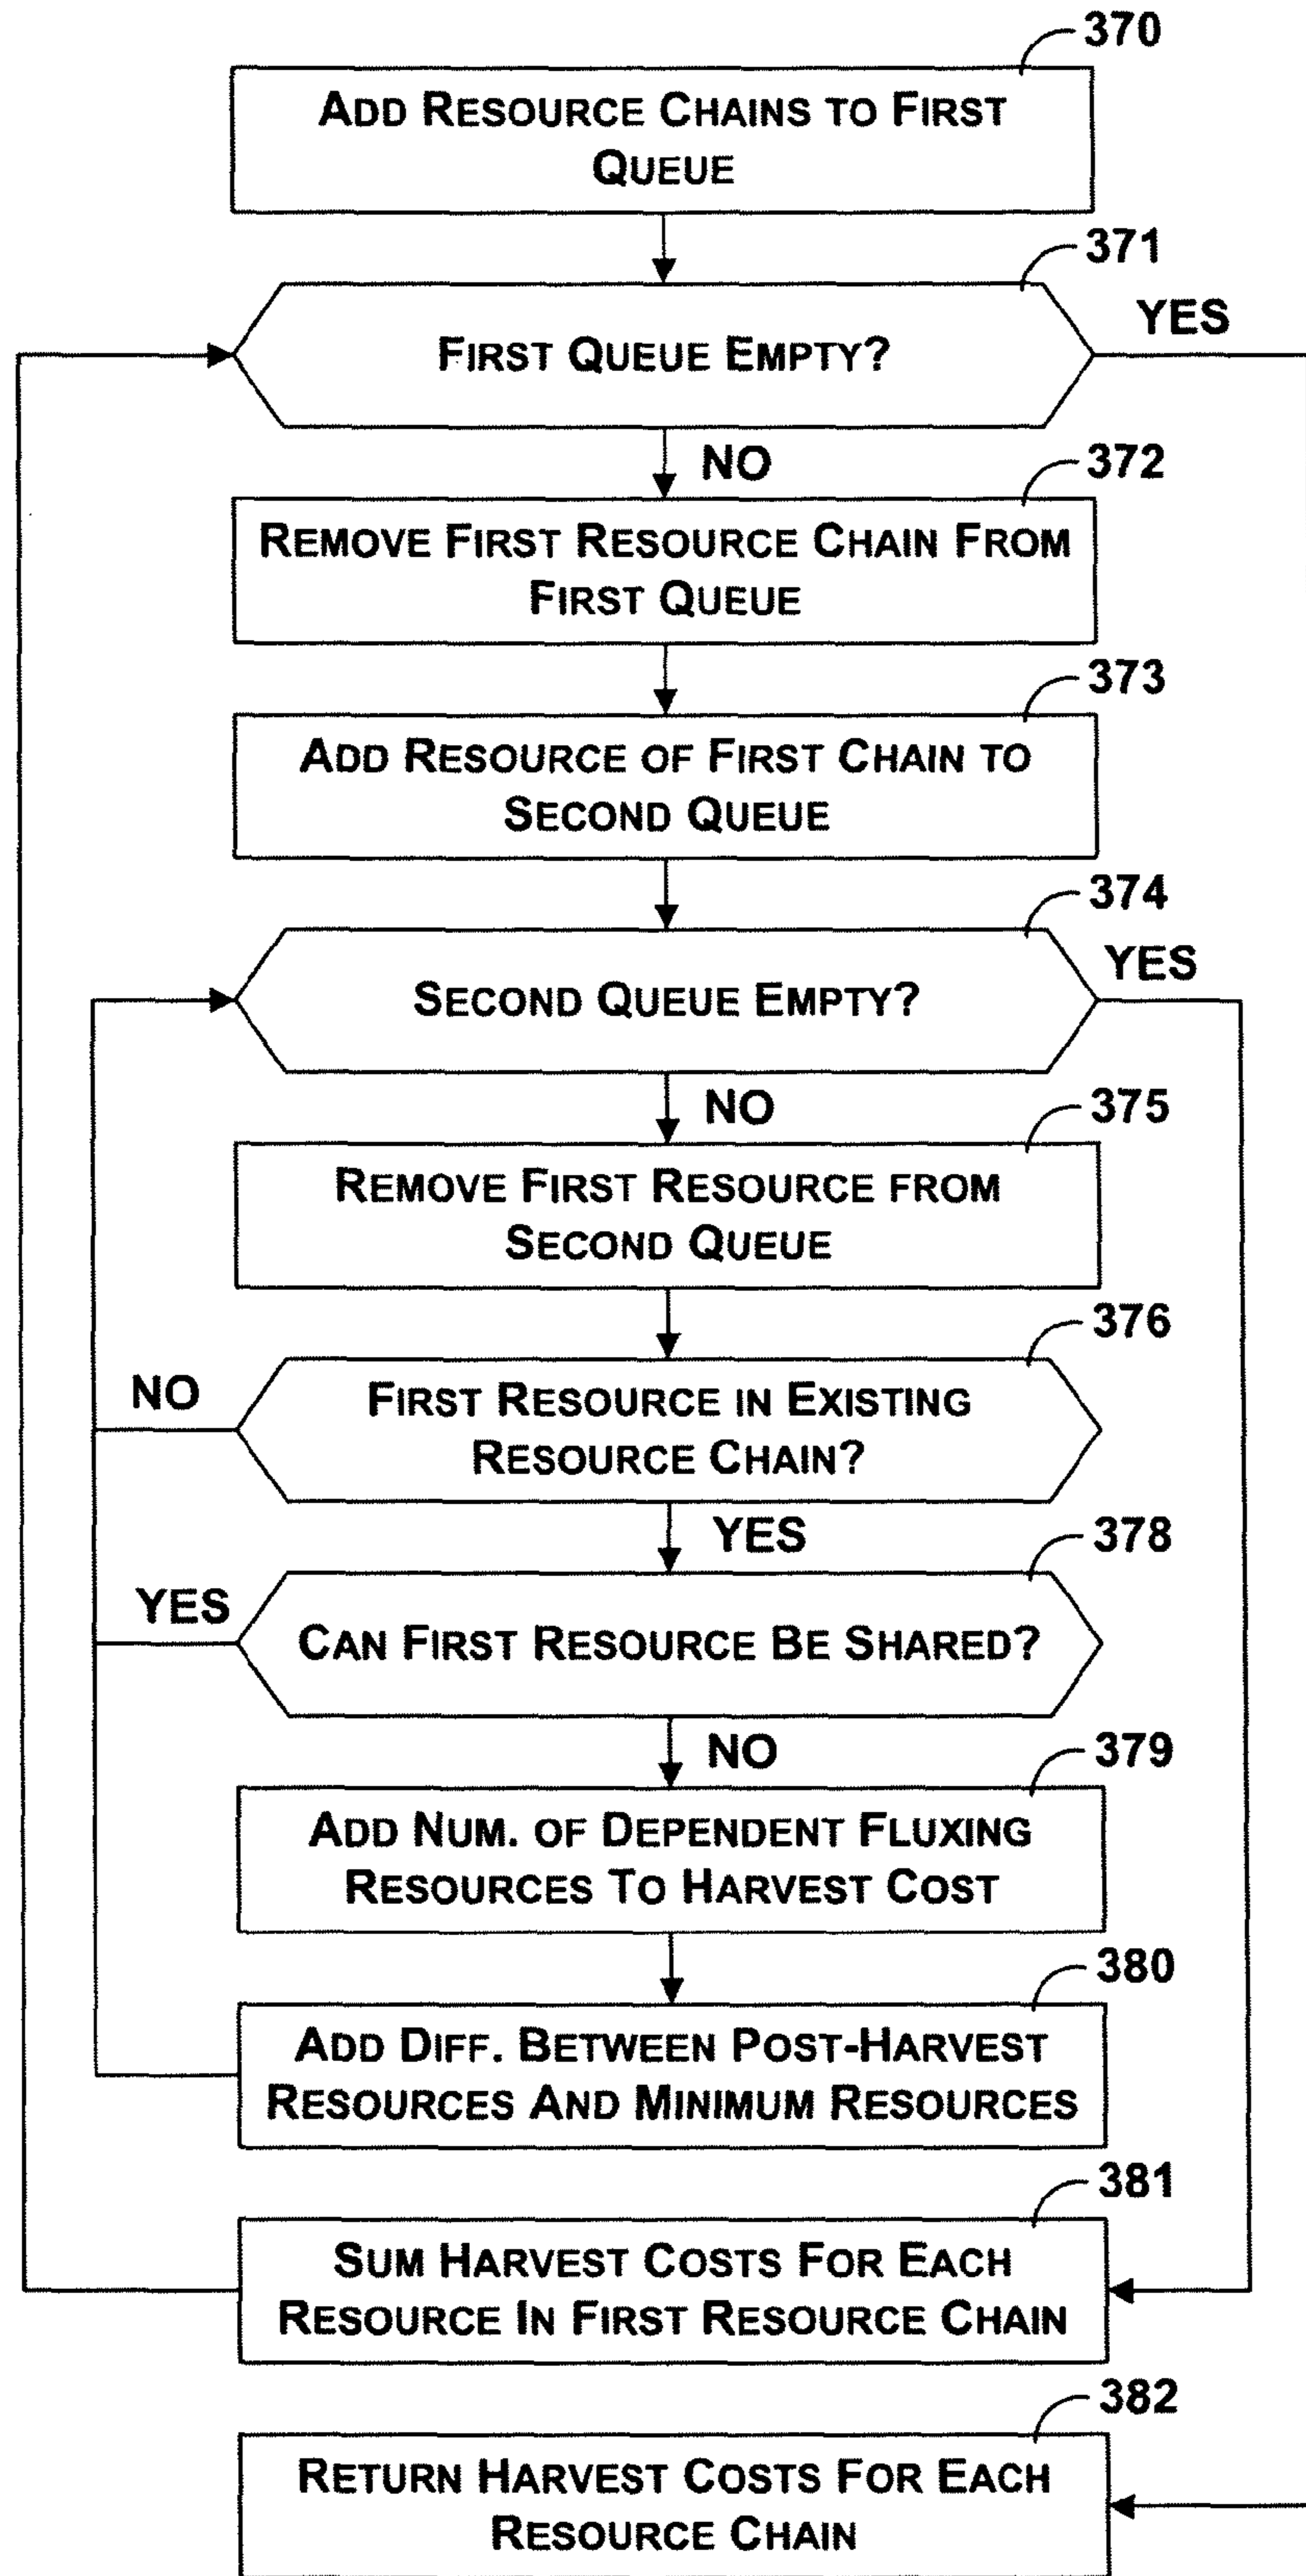 370
ADD RESOURCE CHAINS TO FIRST
QUEUE
371
FIRST QUEUE EMPTY?
YES
NO
372
REMOVE FIRST RESOURCE CHAIN FROM
FIRST QUEUE
373
ADD RESOURCE OF FIRST CHAIN TO
SECOND QUEUE
374
SECOND QUEUE EMPTY?
YES
NO
375
REMOVE FIRST RESOURCE FROM
SECOND QUEUE
376
NO
FIRST RESOURCE IN EXISTING
RESOURCE CHAIN?
YES
378
YES
CAN FIRST RESOURCE BE SHARED?
NO
379
ADD NUM. OF DEPENDENT FLUXING
RESOURCES TO HARVEST COST
380
ADD DIFF. BETWEEN POST-HARVEST
RESOURCES AND MINIMUM RESOURCES
381
SUM HARVEST COSTS FOR EACH
RESOURCE IN FIRST RESOURCE CHAIN
382
RETURN HARVEST COSTS FOR EACH
RESOURCE CHAIN